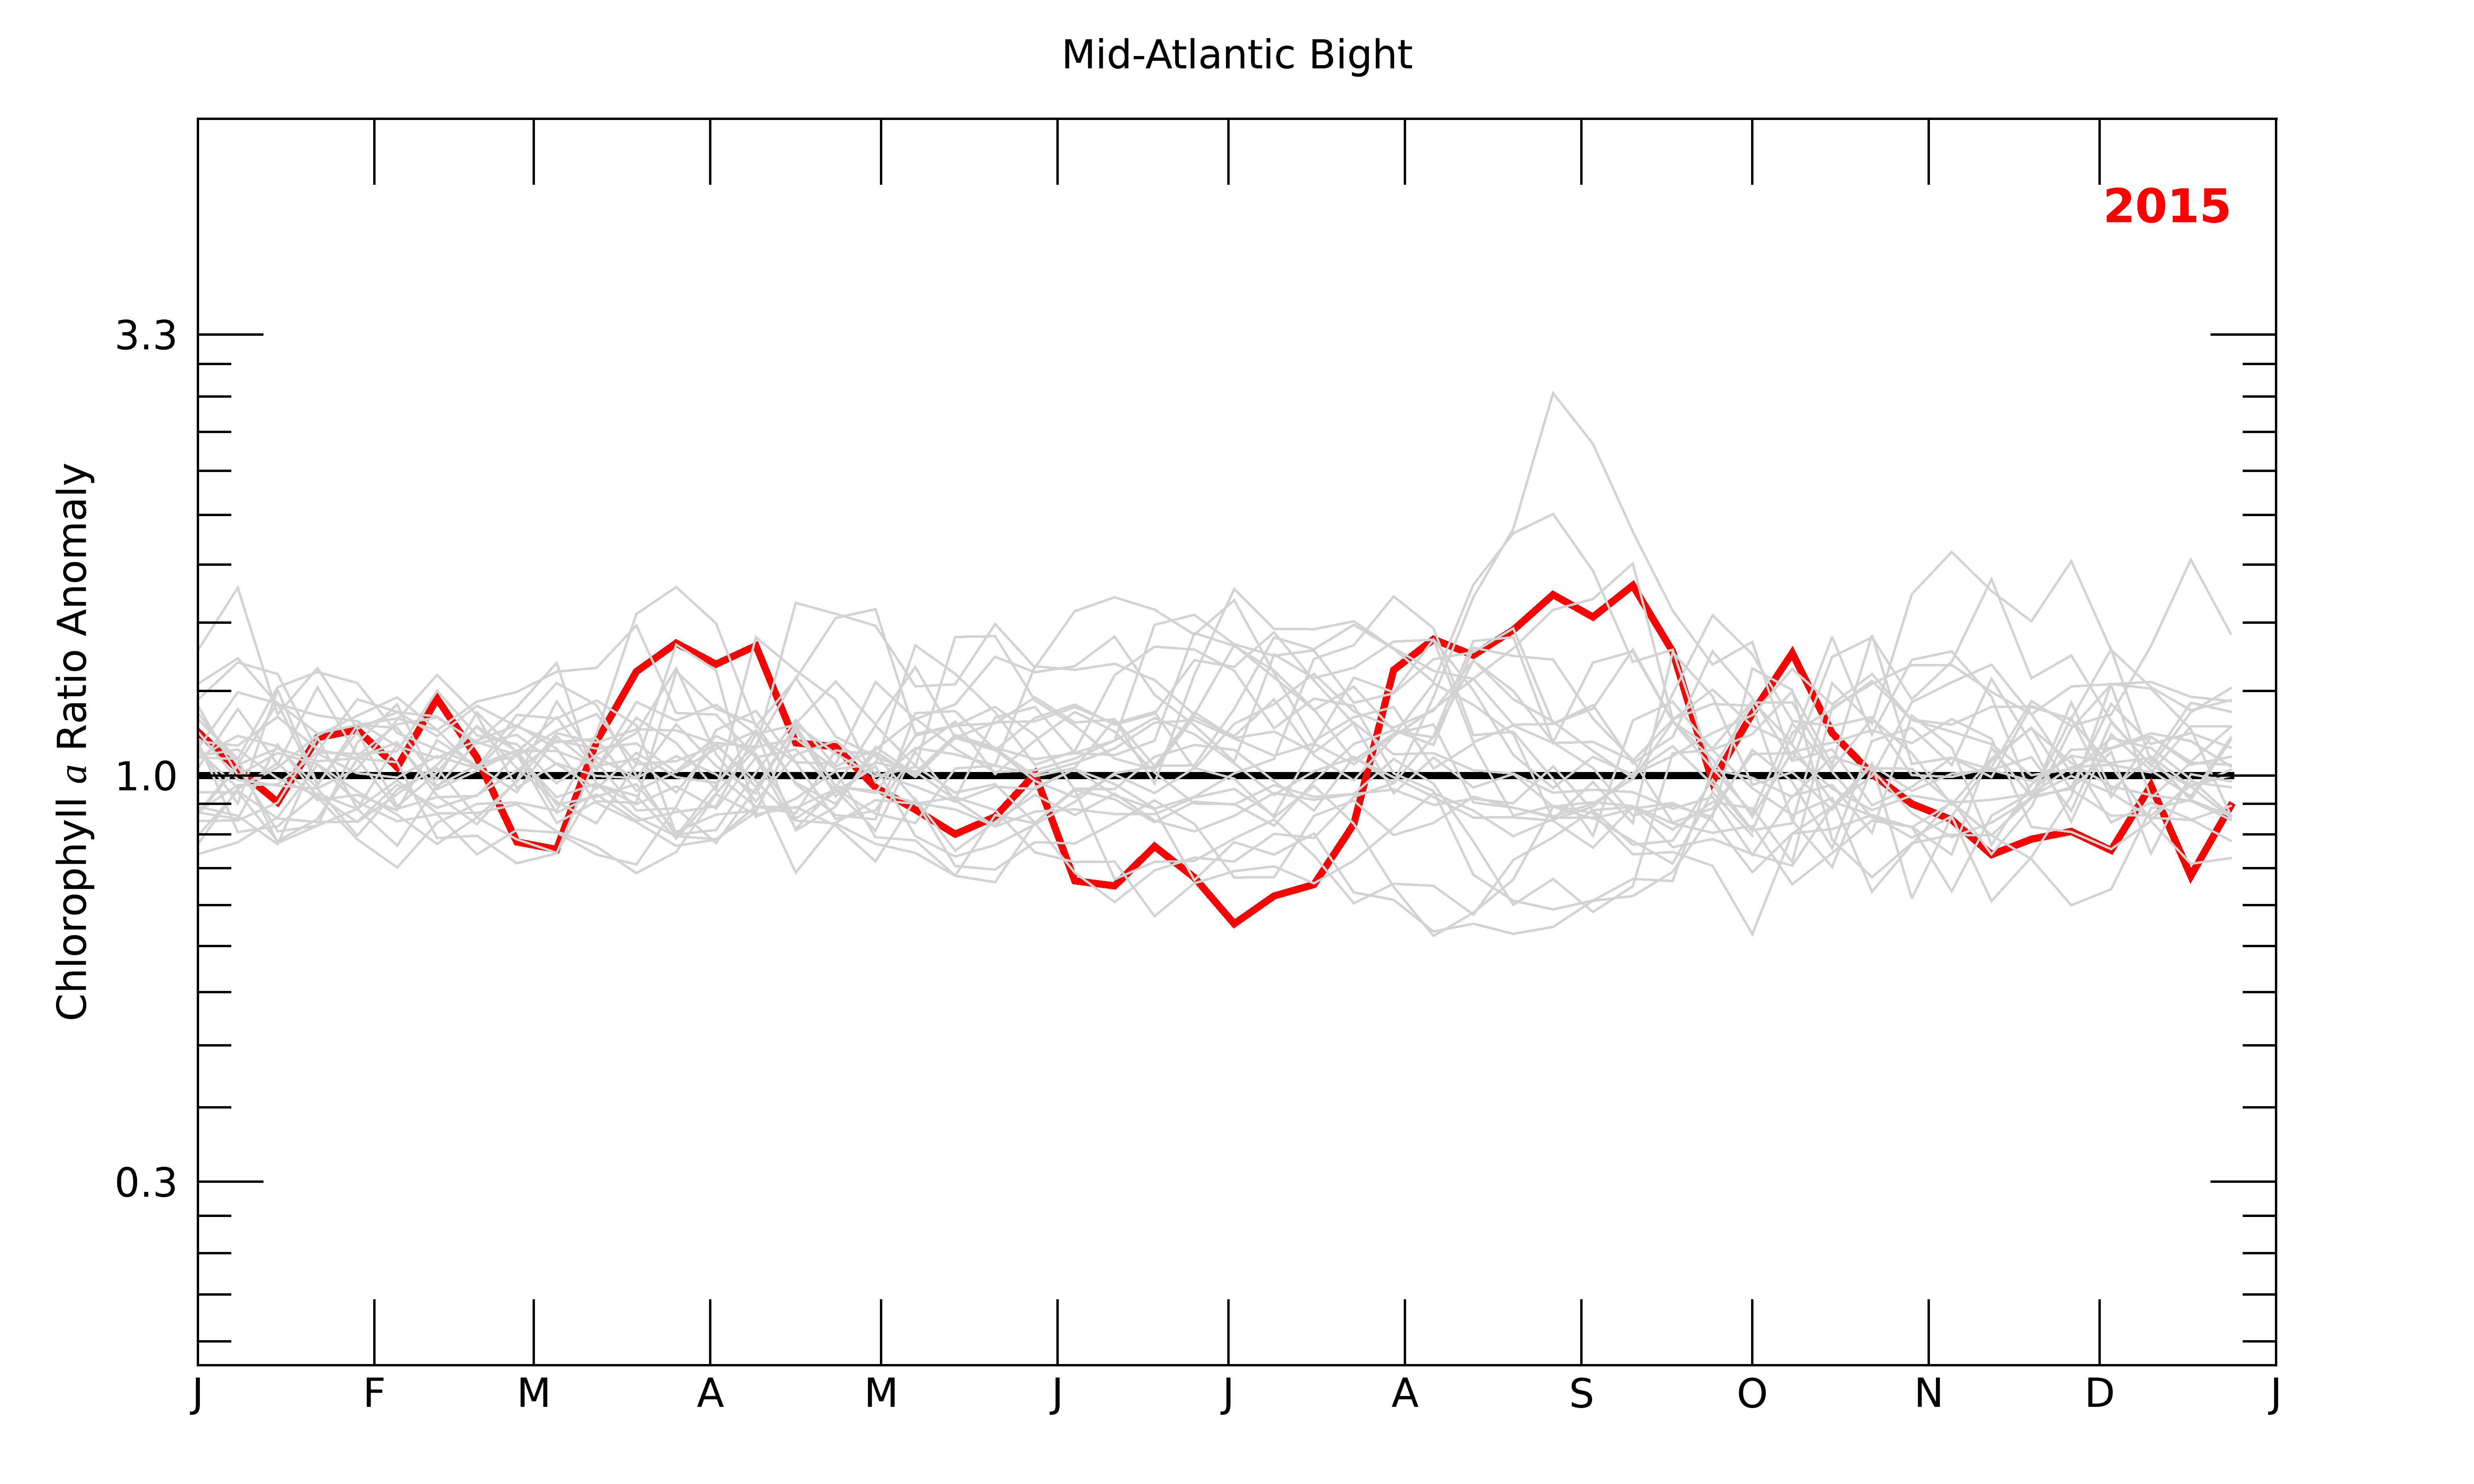 Mid-Atlantic Bight
2015
Chlorophyll a Ratio Anomaly
3.3
1.0
0.3
J F M A M J J A S O N D J